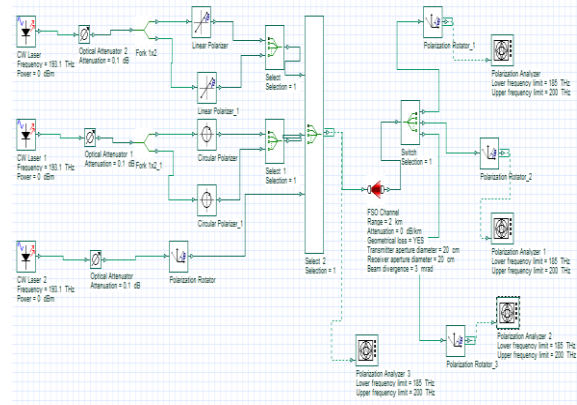 CW Laser
Frequency = 193.1 THz
Power = 0 dBm
Optical Attenuator 2
Attenuation = 0.1 dB
Fork 1x2
Linear Polarizer
Linear Polarizer_1
Select
Selection = 1
CW Laser 1
Frequency = 193.1 THz
Power = 0 dBm
Optical Attenuator 1
Attenuation = 0.1 dB
Fork 1x2_1
Circular Polarizer
Circular Polarizer_1
Select 1
Selection = 1
CW Laser 2
Frequency = 193.1 THz
Power = 0 dBm
Optical Attenuator
Attenuation = 0.1 dB
Polarization Rotator
Select 2
Selection = 1
FSO Channel
Range = 2 km
Attenuation = 0 dB/km
Geometrical loss = YES
Transmitter aperture diameter = 20 cm
Receiver aperture diameter = 20 cm
Beam divergence = 3 mrad
Switch
Selection = 1
Polarization Rotator_1
Polarization Analyzer
Lower frequency limit = 185 THz
Upper frequency limit = 200 THz
Polarization Rotator_2
Polarization Analyzer 1
Lower frequency limit = 185 THz
Upper frequency limit = 200 THz
Polarization Analyzer 2
Lower frequency limit = 185 THz
Upper frequency limit = 200 THz
Polarization Rotator_3
Polarization Analyzer 3
Lower frequency limit = 185 THz
Upper frequency limit = 200 THz